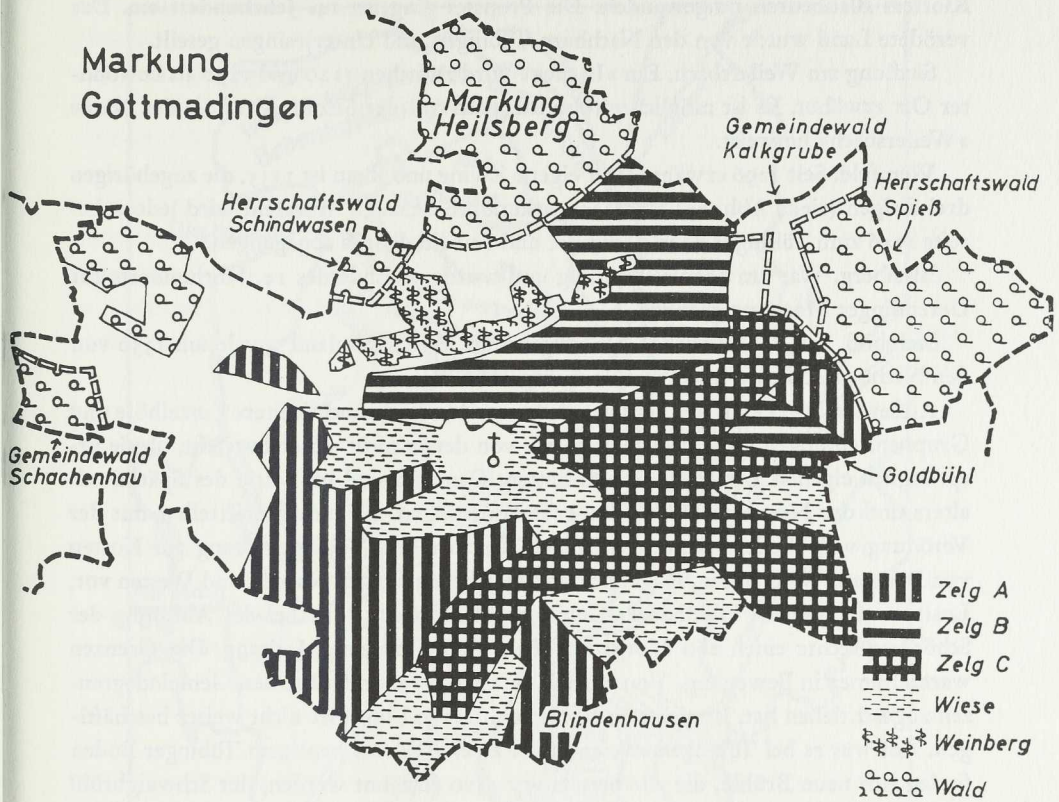 Markung
Gottmadingen
Markung
Heilsberg
Gemeindewald
Kalkgrube
Herrschaftswald
Schindwasen
Herrschaftswald
Spieß
Gemeindewald
Schachenhau
Goldbühl
Blindenhausen
Zelg A
Zelg B
Zelg C
Wiese
Weinberg
Wald